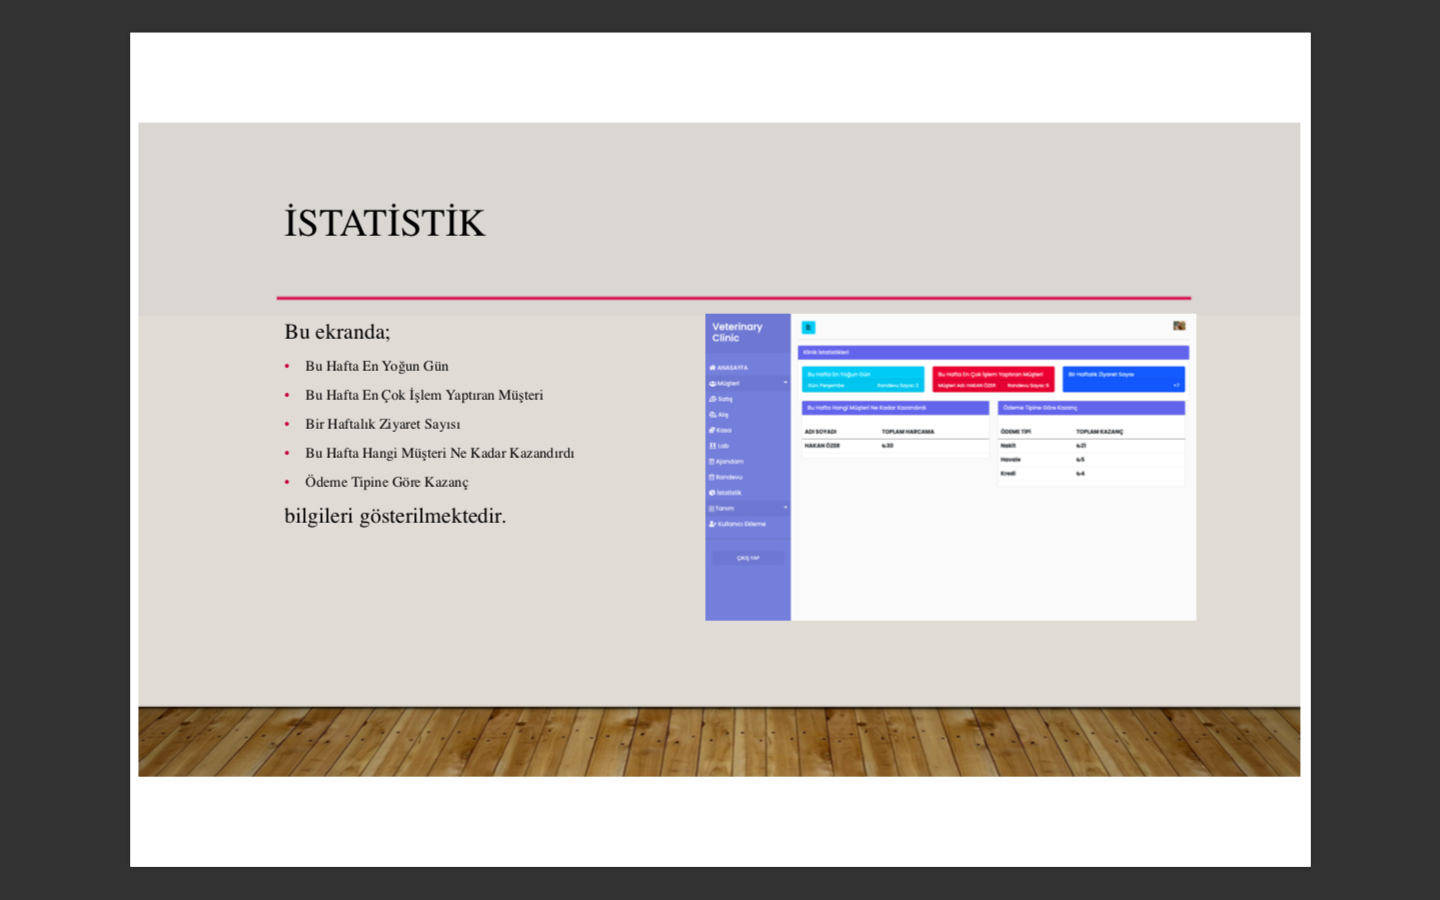 İSTATİSTİK
Bu ekranda;
• Bu Hafta En Yoğun Gün
• Bu Hafta En Çok İşlem Yaptıran Müşteri
• Bir Haftalık Ziyaret Sayısı
• Bu Hafta Hangi Müşteri Ne Kadar Kazandırdı
• Ödeme Tipine Göre Kazanç
bilgileri gösterilmektedir.
Veterinary
Clinic
ANASAYFA
Müşteri
Satış
Alış
Kasa
Lab
Ajandam
Randevu
İstatistik
Tanım
Kullanıcı Ekleme
ÇIKIŞ YAP
Klinik İstatistikleri
Bu Hafta En Yoğun Gün
Gün: Perşembe Randevu Sayısı: 2
Bu Hafta En Çok İşlem Yaptıran Müşteri
Müşteri Adı: HAKAN ÖZER Randevu Sayısı: 6
Bir Haftalık Ziyaret Sayısı
+7
Bu Hafta Hangi Müşteri Ne Kadar Kazandırdı
ADI SOYADI TOPLAM HARCAMA
HAKAN ÖZER ₺30
Ödeme Tipine Göre Kazanç
ÖDEME TİPİ TOPLAM KAZANÇ
Nakit ₺21
Havale ₺5
Kredi ₺4